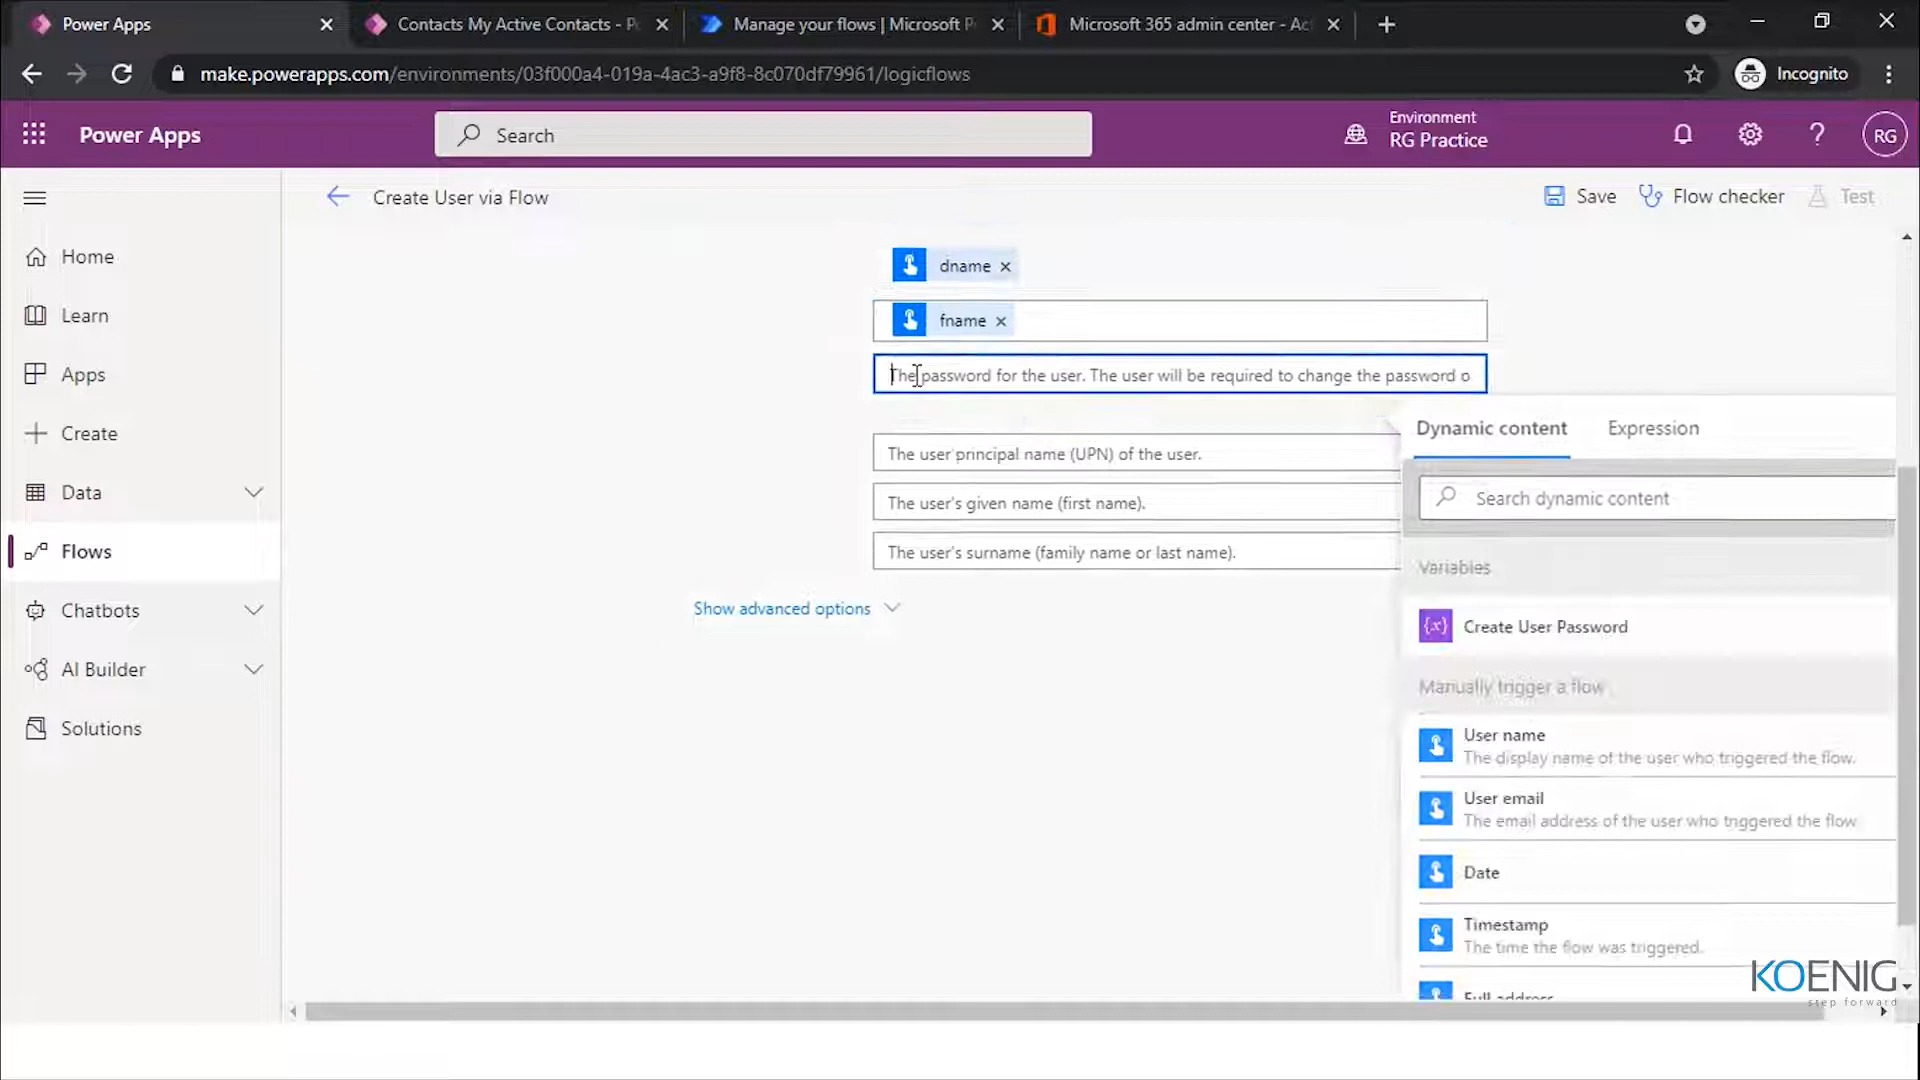 Power Apps
Contacts My Active Contacts - Po
Manage your flows | Microsoft P
Microsoft 365 admin center - Act
make.powerapps.com/environments/03f000a4-019a-4ac3-a9f8-8c070df79961/logicflows
Incognito
Power Apps
Search
Environment
RG Practice
RG
Create User via Flow
Save
Flow checker
Test
Home
Learn
Apps
Create
Data
Flows
Chatbots
AI Builder
Solutions
dname
fname
The password for the user. The user will be required to change the password o
The user principal name (UPN) of the user.
The user's given name (first name).
The user's surname (family name or last name).
Show advanced options
Dynamic content
Expression
Search dynamic content
Variables
{x} Create User Password
Manually trigger a flow
User name
The display name of the user who triggered the flow.
User email
The email address of the user who triggered the flow
Date
Timestamp
The time the flow was triggered.
Full address
KOENIG
step forward